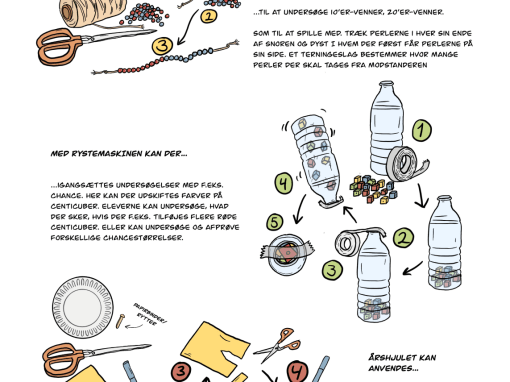 2
3
...TIL AT UNDERSØGE 10'ER-VENNER, 20'ER-VENNER.
SOM TIL AT SPILLE MED. TRÆK PERLERNE I HVER SIN ENDE
AF SNOREN OG DYST I HVEM DER FØRST FÅR PERLERNE PÅ
SIN SIDE. ET TERNINGESLAG BESTEMMER HVOR MANGE
PERLER DER SKAL TAGES FRA MODSTANDEREN
MED RYSTEMASKINEN KAN DER...
...IGANGSÆTTES UNDERSØGELSER MED F.EKS.
CHANCE. HER KAN DER UDSKIFTES FARVER PÅ
CENTICUBER. ELEVERNE KAN UNDERSØGE, HVAD
DER SKER, HVIS DER F.EKS. TILFØJES FLERE RØDE
CENTICUBER. ELLER KAN UNDERSØGE OG AFPRØVE
FORSKELLIGE CHANCESTØRRELSER.
1
4
5
2
3
RYTTER
3
4
ÅRSHJULET KAN
ANVENDES...